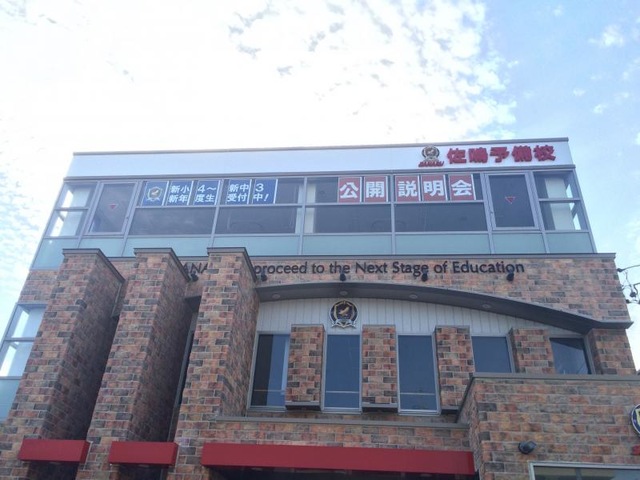 佐鳴予備校
新小4～新中3
新年度生受付中!
公開説明会
proceed to the Next Stage of Education